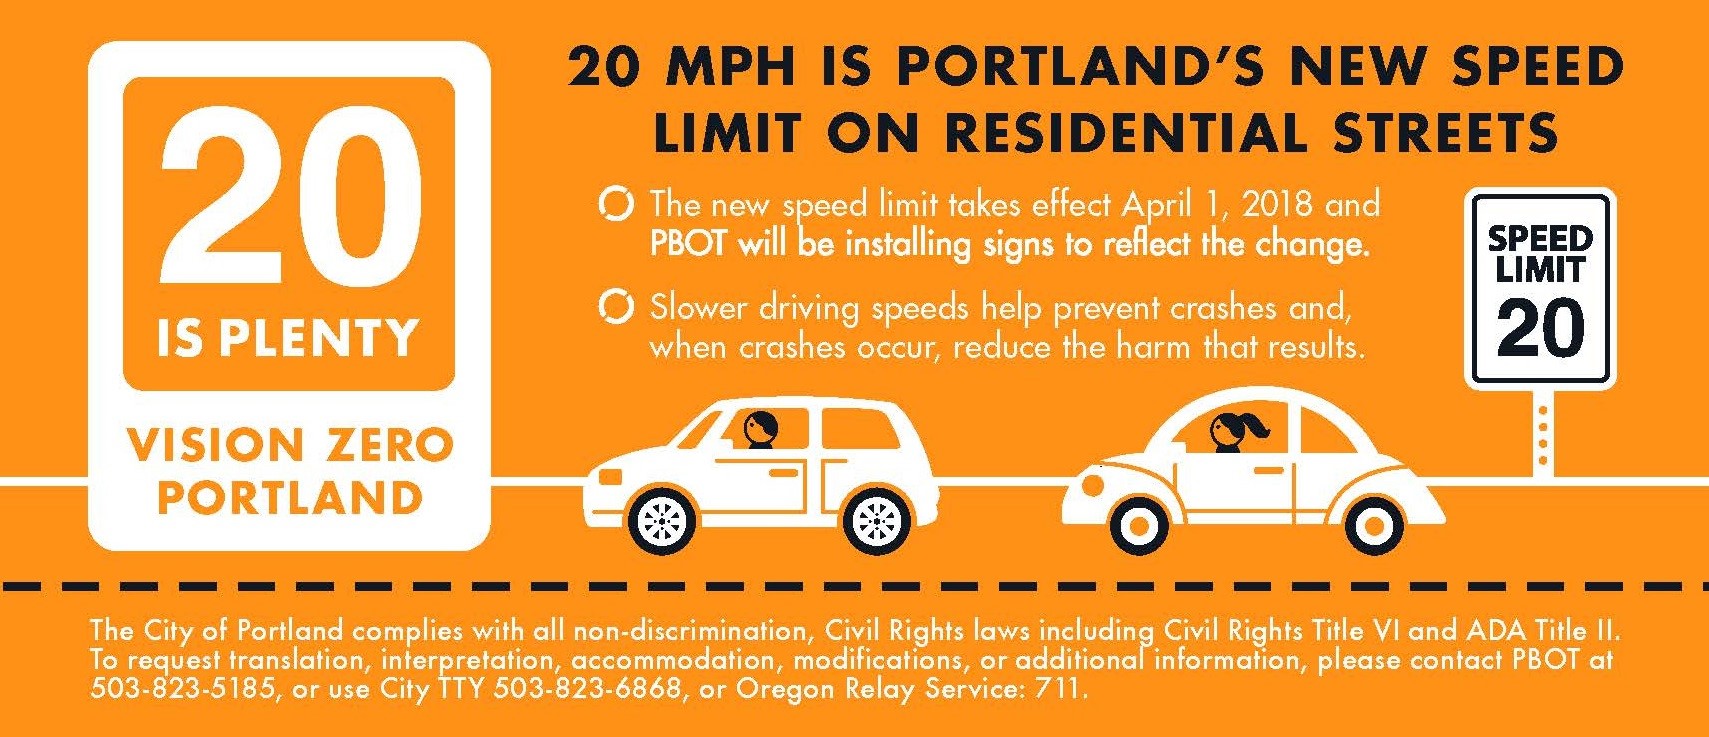 20
IS PLENTY
VISION ZERO
PORTLAND
20 MPH IS PORTLAND'S NEW SPEED
LIMIT ON RESIDENTIAL STREETS
The new speed limit takes effect April 1, 2018 and
PBOT will be installing signs to reflect the change.
Slower driving speeds help prevent crashes and,
when crashes occur, reduce the harm that results.
SPEED
LIMIT
20
The City of Portland complies with all non-discrimination, Civil Rights laws including Civil Rights Title VI and ADA Title II.
To request translation, interpretation, accommodation, modifications, or additional information, please contact PBOT at
503-823-5185, or use City TTY 503-823-6868, or Oregon Relay Service: 711.